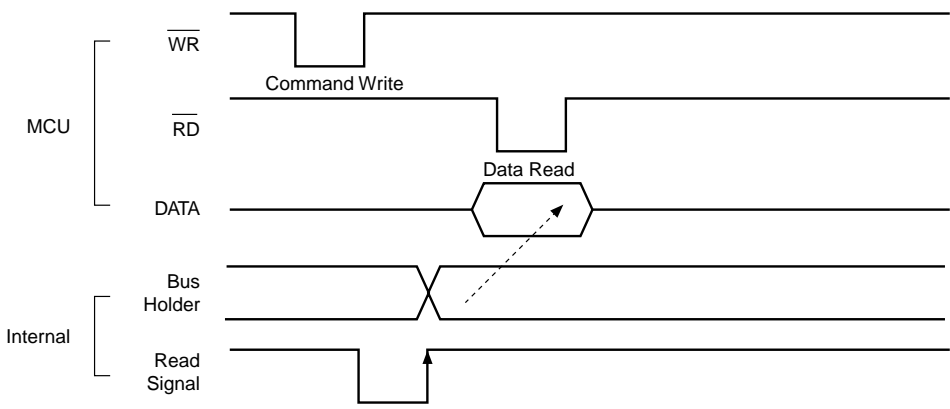 WR
Command Write
MCU
RD
Data Read
DATA
Bus
Holder
Internal
Read
Signal